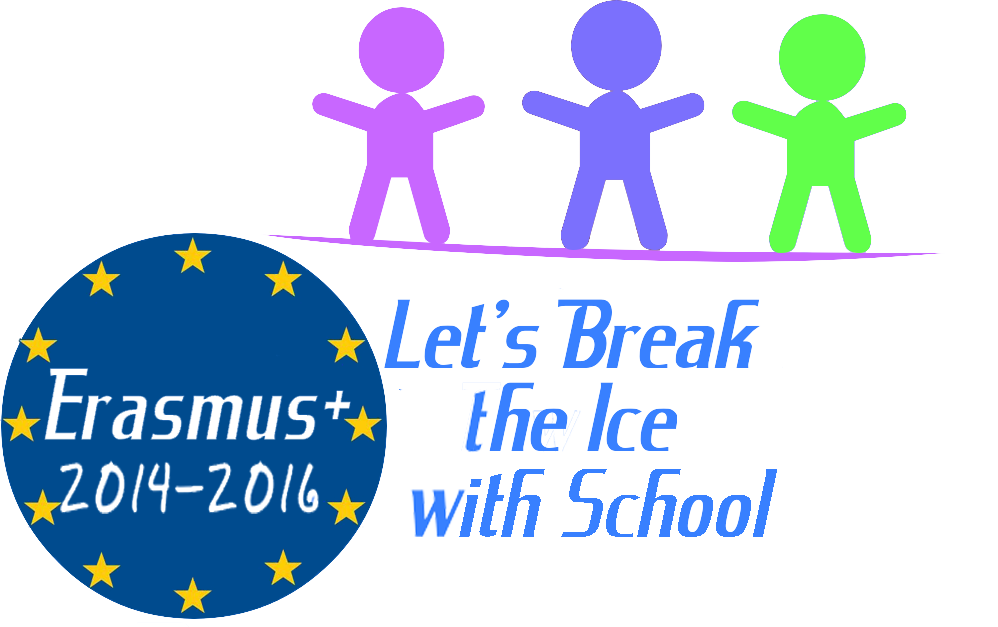 Let's Break
the Ice
with School
Erasmus+
2014-2016